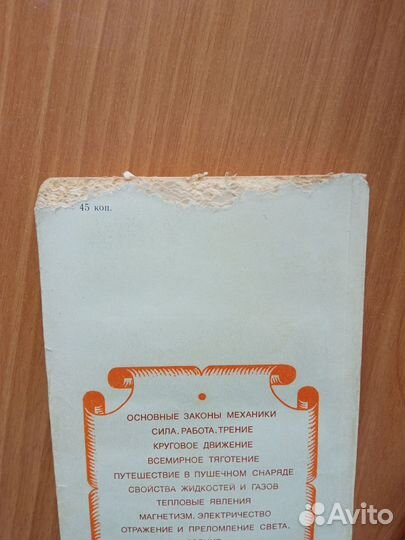 45 коп.
ОСНОВНЫЕ ЗАКОНЫ МЕХАНИКИ
СИЛА. РАБОТА. ТРЕНИЕ
КРУГОВОЕ ДВИЖЕНИЕ
ВСЕМИРНОЕ ТЯГОТЕНИЕ
ПУТЕШЕСТВИЕ В ПУШЕЧНОМ СНАРЯДЕ
СВОЙСТВА ЖИДКОСТЕЙ И ГАЗОВ
ТЕПЛОВЫЕ ЯВЛЕНИЯ
МАГНЕТИЗМ. ЭЛЕКТРИЧЕСТВО
ОТРАЖЕНИЕ И ПРЕЛОМЛЕНИЕ СВЕТА.
Avito